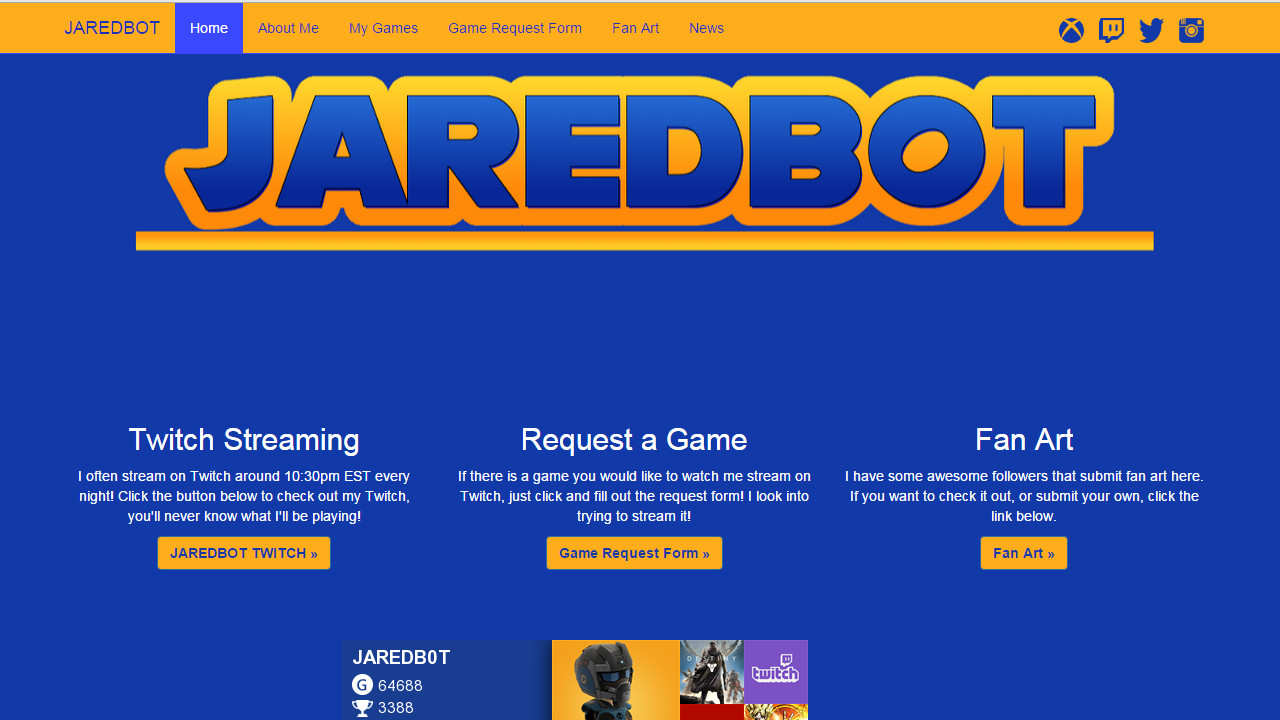 JAREDBOT Home About Me My Games Game Request Form Fan Art News
JAREDBOT
Twitch Streaming
I often stream on Twitch around 10:30pm EST every
night! Click the button below to check out my Twitch,
you'll never know what I'll be playing!
JAREDBOT TWITCH »
Request a Game
If there is a game you would like to watch me stream on
Twitch, just click and fill out the request form! I look into
trying to stream it!
Game Request Form »
Fan Art
I have some awesome followers that submit fan art here.
If you want to check it out, or submit your own, click the
link below.
Fan Art »
JAREDB0T
G 64688
3388
DESTINY
twitch